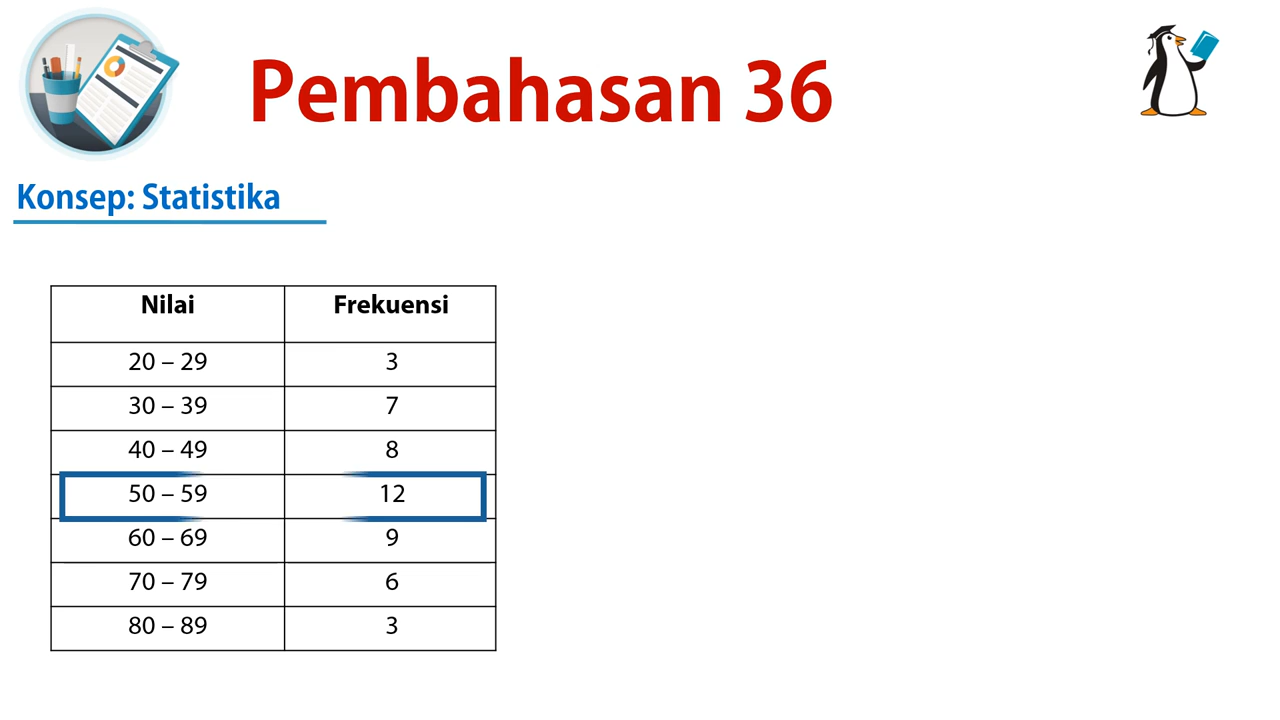 Pembahasan 36
Konsep: Statistika
Nilai Frekuensi
20 – 29 3
30 – 39 7
40 – 49 8
50 – 59 12
60 – 69 9
70 – 79 6
80 – 89 3